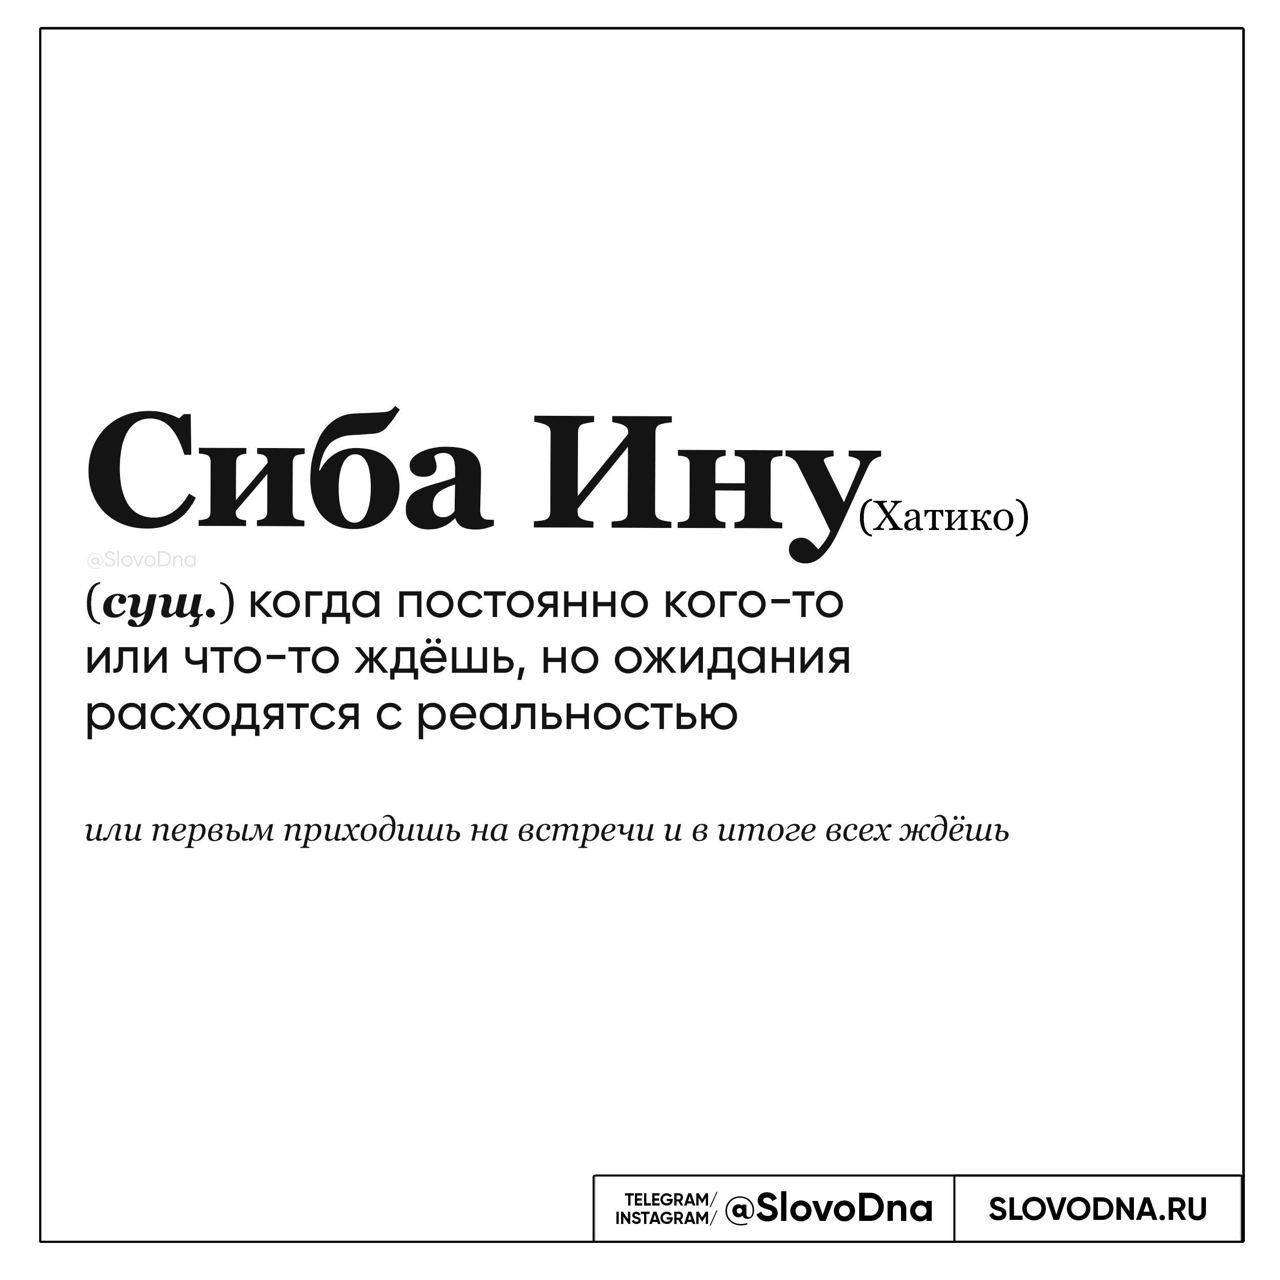 Сиба Ину(Хатико)
@SlovoDna
(сущ.) когда постоянно кого-то
или что-то ждёшь, но ожидания
расходятся с реальностью
или первым приходишь на встречи и в итоге всех ждёшь
TELEGRAM/
INSTAGRAM/
@SlovoDna
SLOVODNA.RU